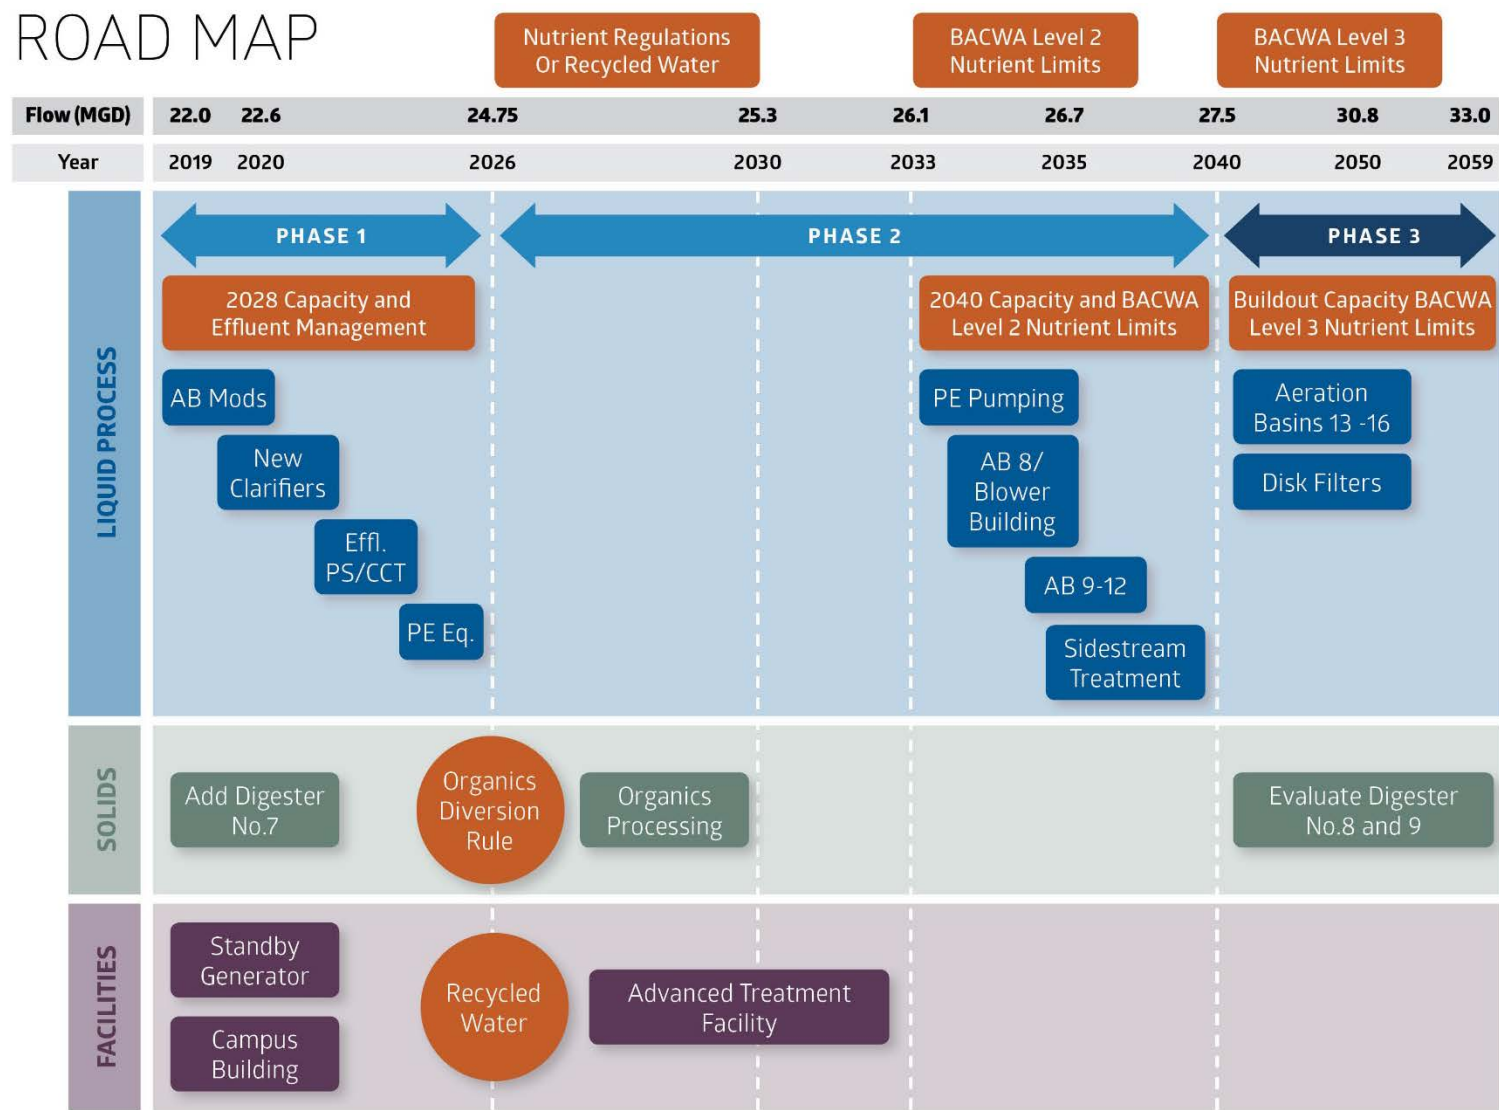 ROAD MAP
Nutrient Regulations
Or Recycled Water
BACWA Level 2
Nutrient Limits
BACWA Level 3
Nutrient Limits
Flow (MGD) 22.0 22.6 24.75 25.3 26.1 26.7 27.5 30.8 33.0
Year 2019 2020 2026 2030 2033 2035 2040 2050 2059
LIQUID PROCESS
PHASE 1
PHASE 2
PHASE 3
2028 Capacity and
Effluent Management
2040 Capacity and BACWA
Level 2 Nutrient Limits
Buildout Capacity BACWA
Level 3 Nutrient Limits
AB Mods
New
Clarifiers
Effl.
PS/CCT
PE Eq.
PE Pumping
AB 8/
Blower
Building
AB 9-12
Sidestream
Treatment
Aeration
Basins 13 -16
Disk Filters
SOLIDS
Add Digester
No.7
Organics
Diversion
Rule
Organics
Processing
Evaluate Digester
No.8 and 9
FACILITIES
Standby
Generator
Campus
Building
Recycled
Water
Advanced Treatment
Facility